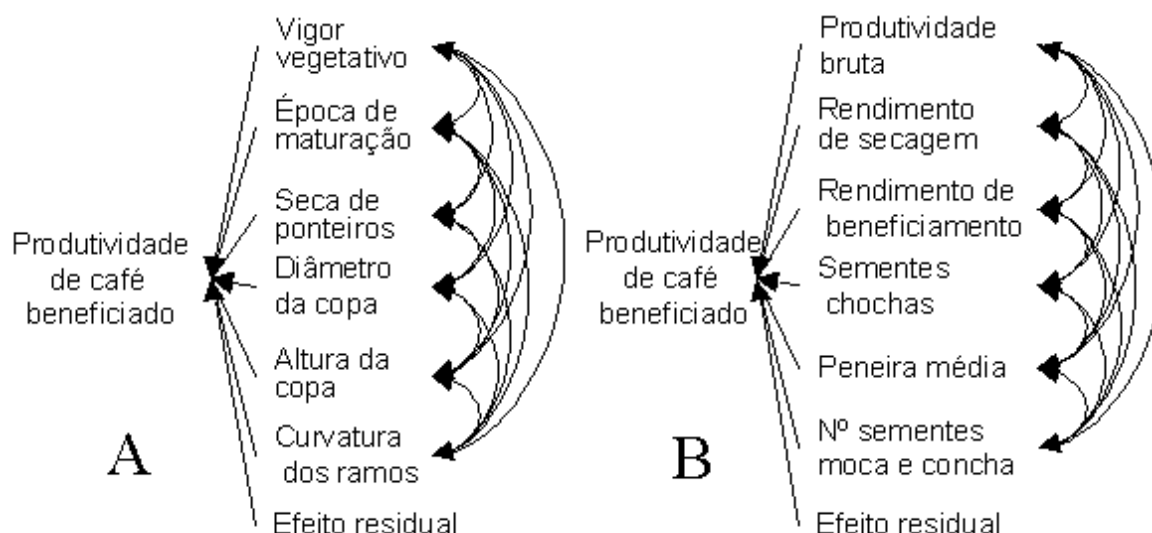 Vigor
vegetativo
Época de
maturação
Seca de
ponteiros
Produtividade
de café
beneficiado
Diâmetro
da copa
Altura da
copa
Curvatura
dos ramos
Efeito residual
A
Produtividade
bruta
Rendimento
de secagem
Rendimento de
beneficiamento
Produtividade
de café
beneficiado
Sementes
chochas
Peneira média
Nº sementes
moca e concha
Efeito residual
B